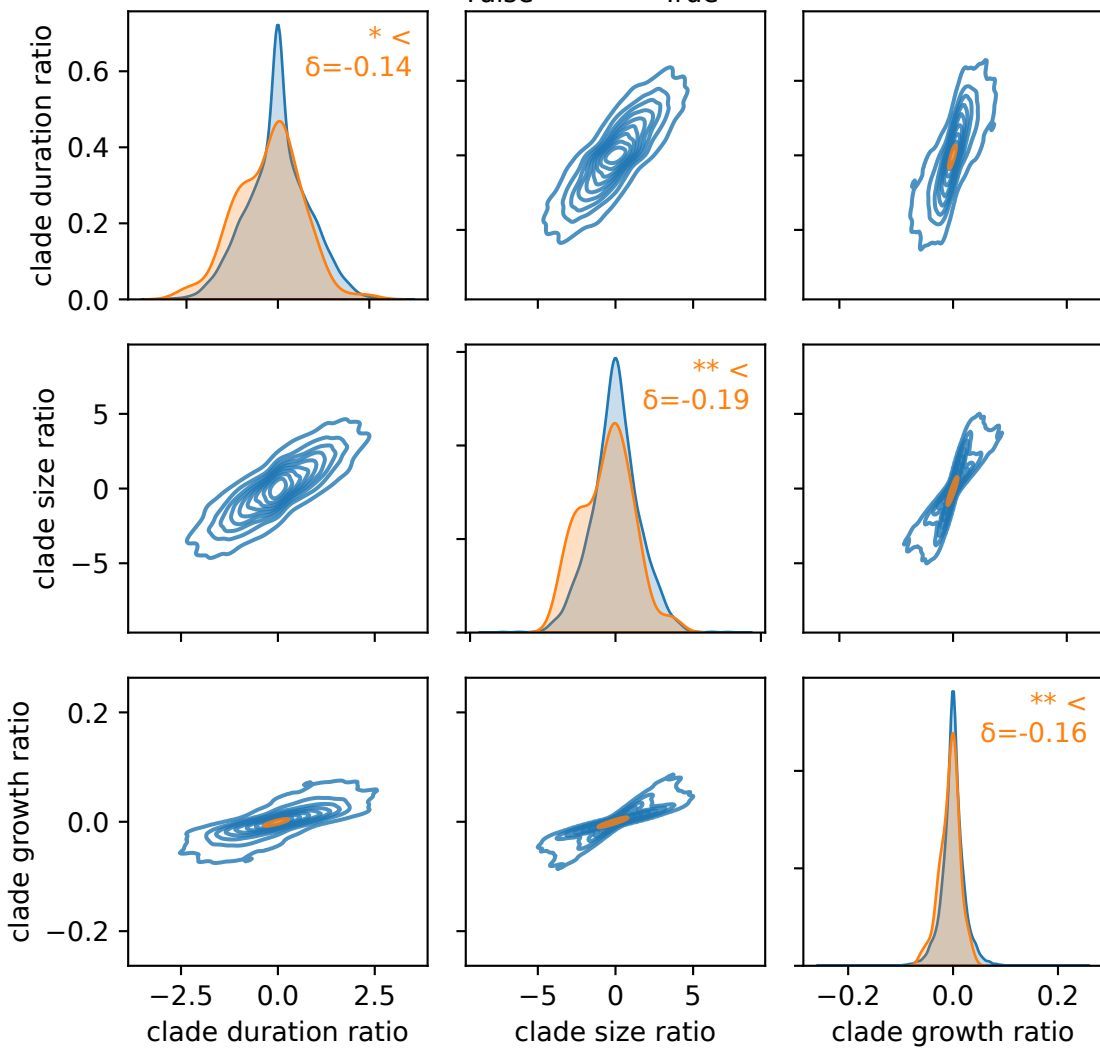 clade duration ratio
0.6
0.4
0.2
0.0
* <
δ=-0.14
clade size ratio
5
0
−5
** <
δ=-0.19
clade growth ratio
0.2
0.0
−0.2
** <
δ=-0.16
−2.5 0.0 2.5
−5 0 5
−0.2 0.0 0.2
clade duration ratio
clade size ratio
clade growth ratio